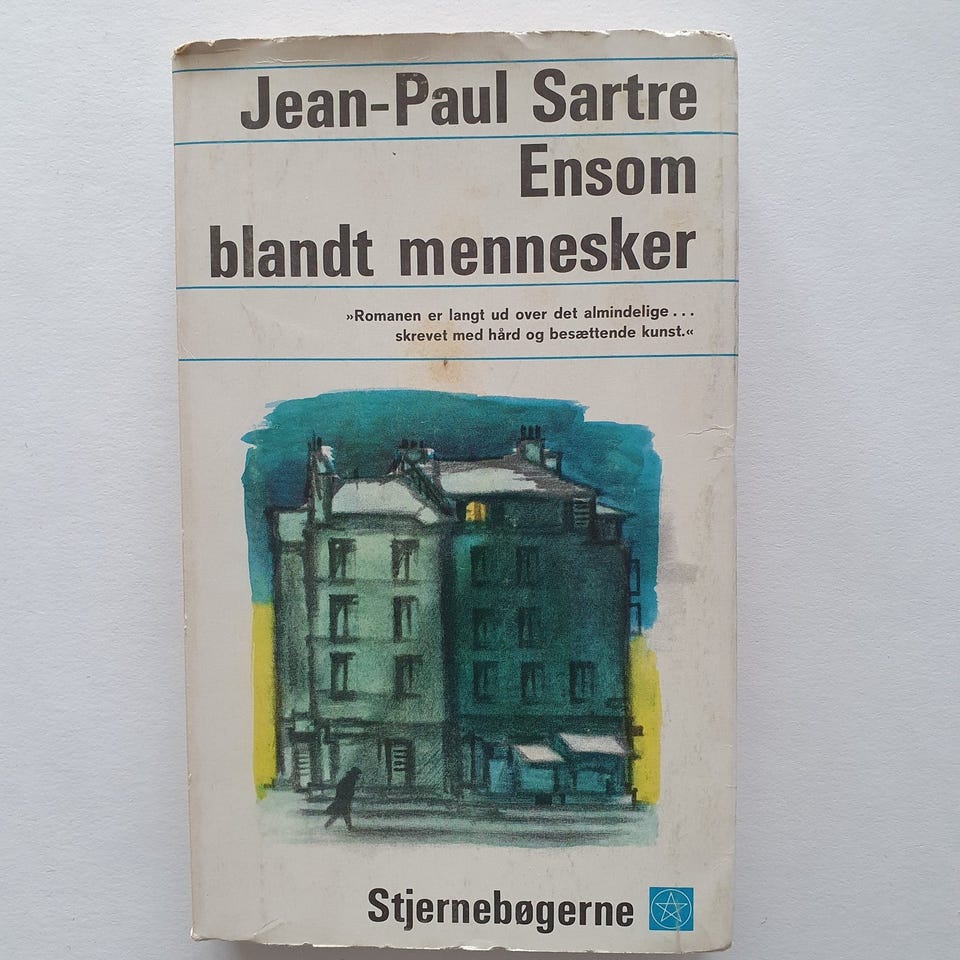 Jean-Paul Sartre
Ensom
blandt mennesker
»Romanen er langt ud over det almindelige...
skrevet med hård og besættende kunst.«
Stjernebøgerne